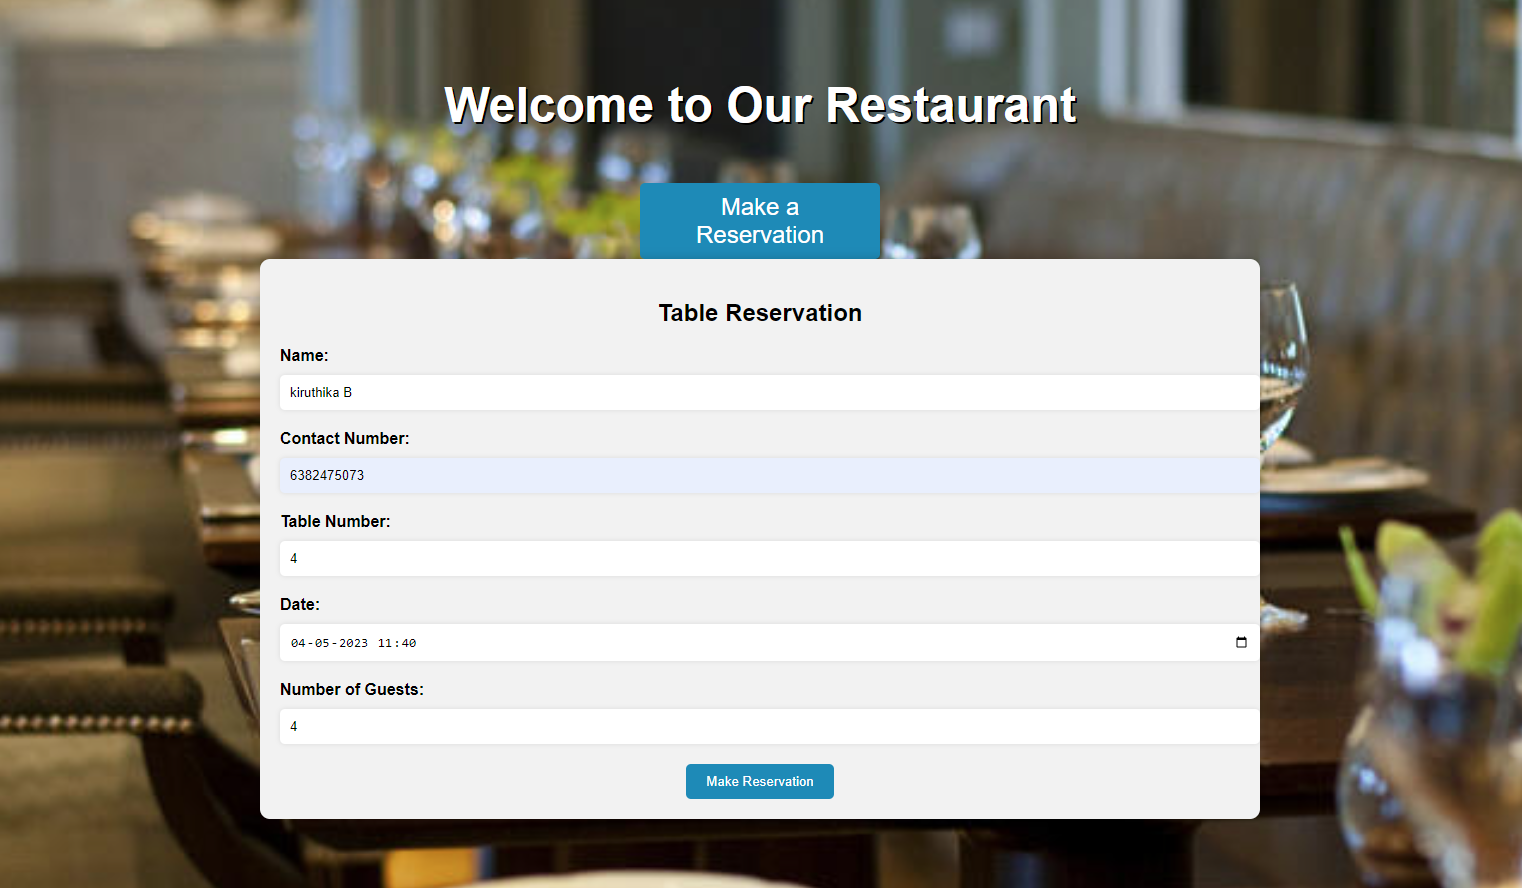 Welcome to Our Restaurant
Make a
Reservation
Table Reservation
Name:
kiruthika B
Contact Number:
6382475073
Table Number:
4
Date:
04-05-2023 11:40
Number of Guests:
4
Make Reservation